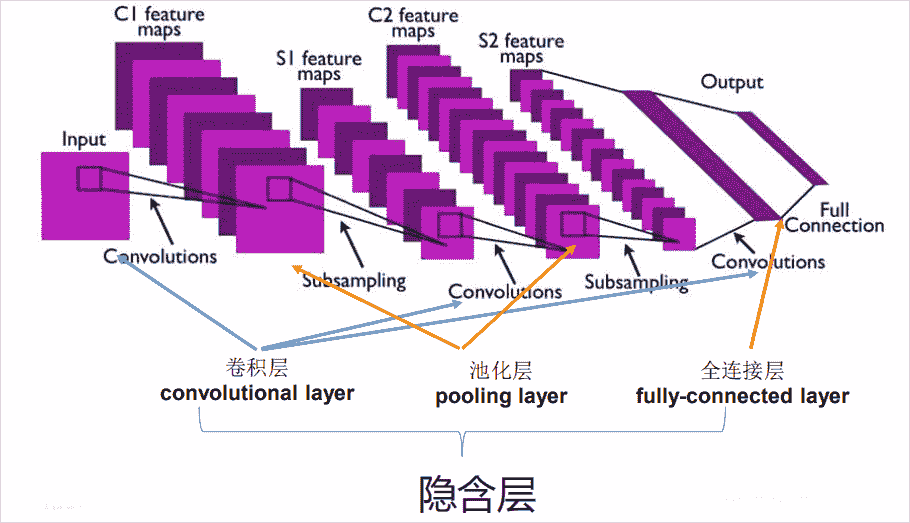 C1 feature
maps
S1 feature
maps
C2 feature
maps
S2 feature
maps
Output
Input
Convolutions
Subsampling
Convolutions
Subsampling
Convolutions
Full
Connection
卷积层
convolutional layer
池化层
pooling layer
全连接层
fully-connected layer
隐含层